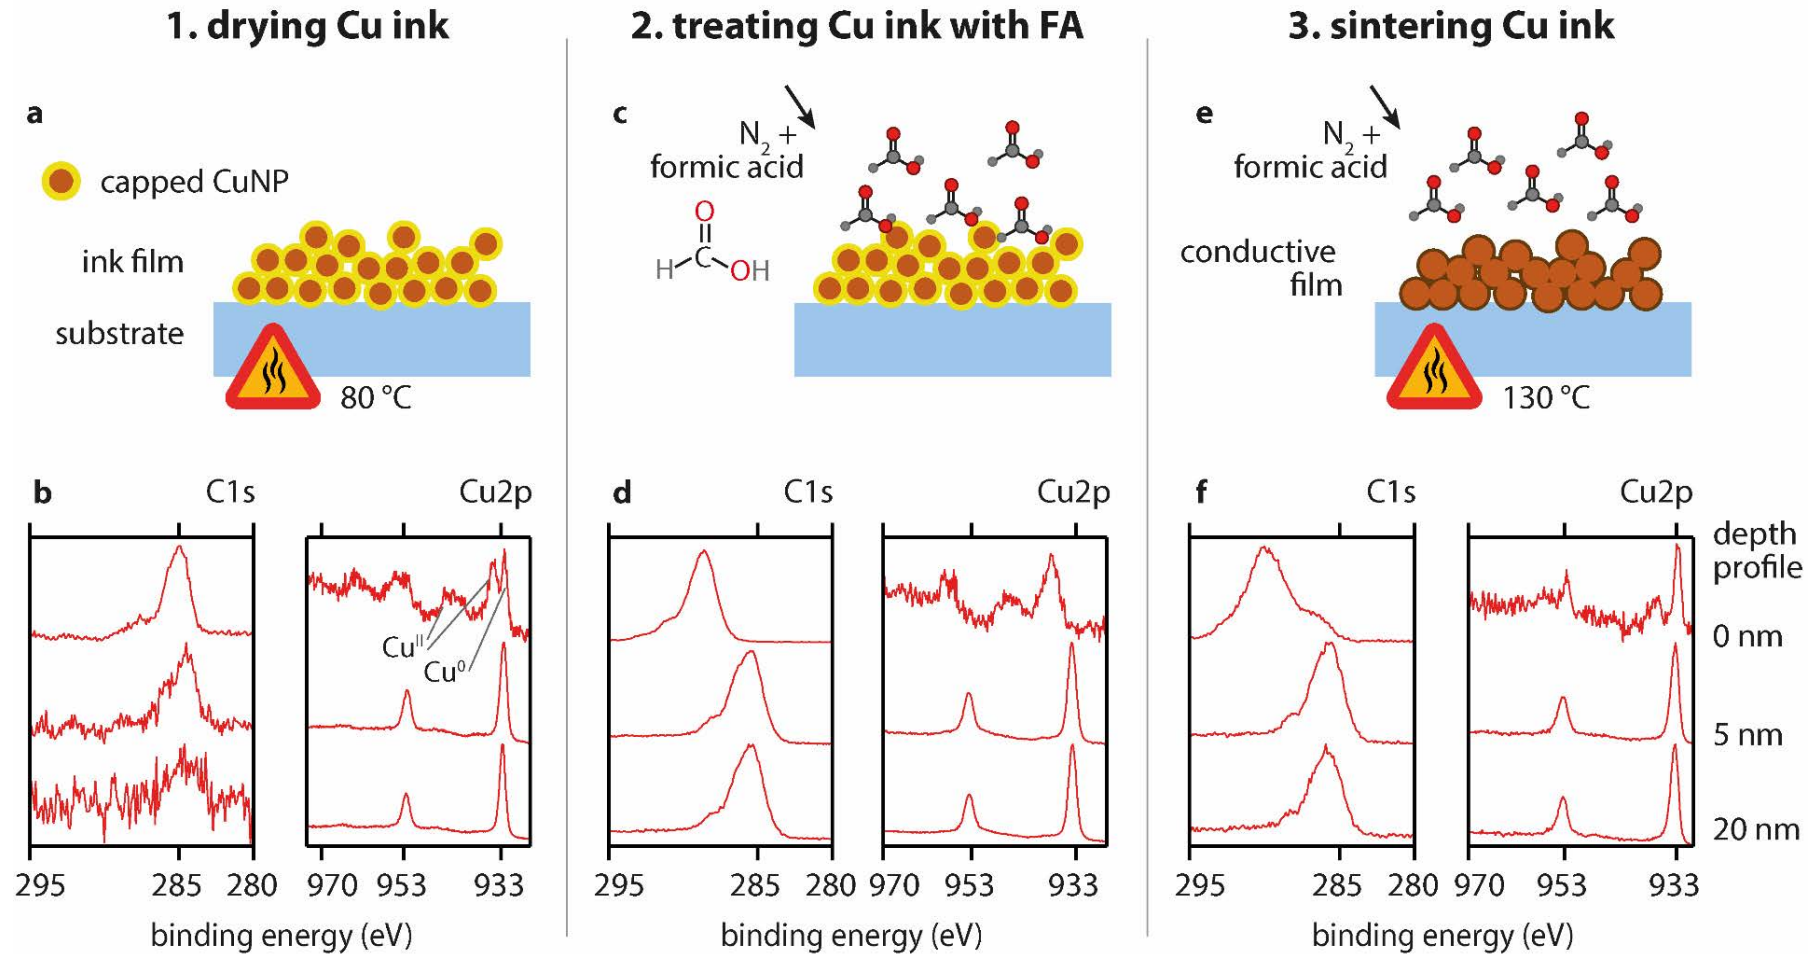 1. drying Cu ink
2. treating Cu ink with FA
3. sintering Cu ink
a
capped CuNP
ink film
substrate
80 °C
c
N₂ +
formic acid
O
H C OH
e
N₂ +
formic acid
conductive
film
130 °C
b
C1s
Cu2p
Cuᴵᴵ
Cu⁰
295 285 280
970 953 933
binding energy (eV)
d
C1s
Cu2p
295 285 280
970 953 933
binding energy (eV)
f
C1s
Cu2p
depth
profile
0 nm
5 nm
20 nm
295 285 280
970 953 933
binding energy (eV)